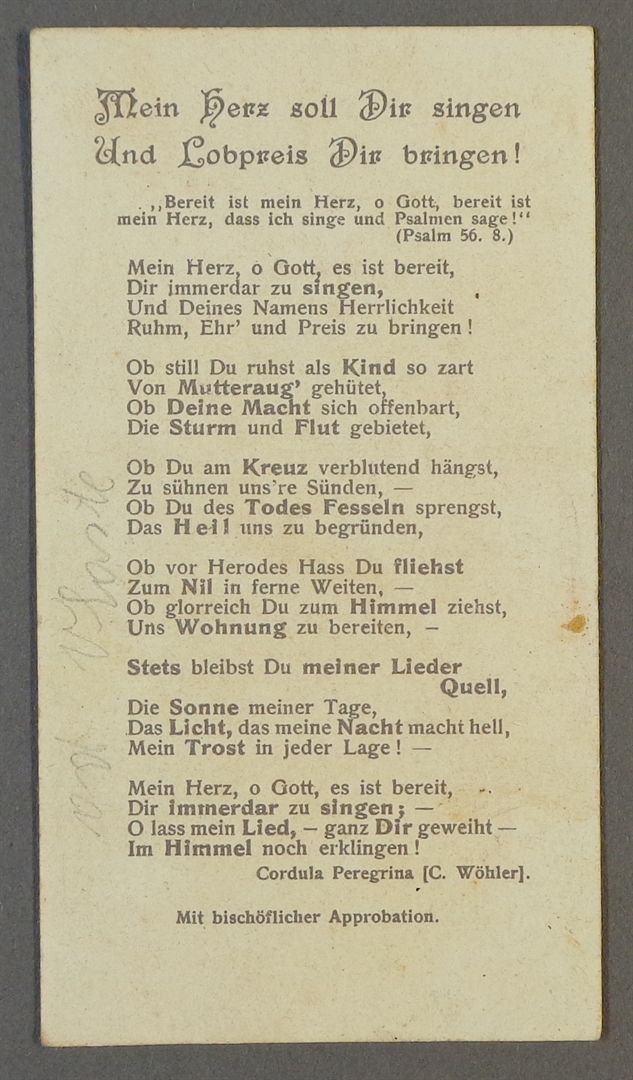 Mein Herz soll Dir singen
Und Lobpreis Dir bringen!
„Bereit ist mein Herz, o Gott, bereit ist
mein Herz, dass ich singe und Psalmen sage!“
(Psalm 56. 8.)
Mein Herz, o Gott, es ist bereit,
Dir immerdar zu singen,
Und Deines Namens Herrlichkeit
Ruhm, Ehr' und Preis zu bringen!
Ob still Du ruhst als Kind so zart
Von Mutteraug' gehütet,
Ob Deine Macht sich offenbart,
Die Sturm und Flut gebietet,
Ob Du am Kreuz verblutend hängst,
Zu sühnen uns're Sünden, —
Ob Du des Todes Fesseln sprengst,
Das Heil uns zu begründen,
Ob vor Herodes Hass Du fliehst
Zum Nil in ferne Weiten, —
Ob glorreich Du zum Himmel ziehst,
Uns Wohnung zu bereiten, —
Stets bleibst Du meiner Lieder
Quell,
Die Sonne meiner Tage,
Das Licht, das meine Nacht macht hell,
Mein Trost in jeder Lage! —
Mein Herz, o Gott, es ist bereit,
Dir immerdar zu singen; —
O lass mein Lied, — ganz Dir geweiht —
Im Himmel noch erklingen!
Cordula Peregrina [C. Wöhler].
Mit bischöflicher Approbation.